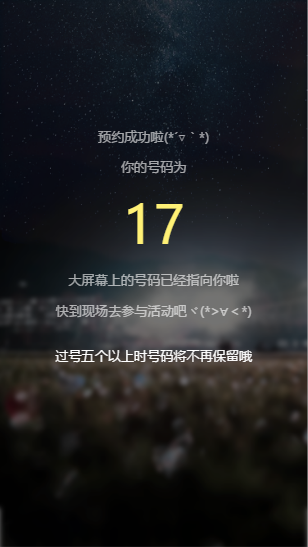 预约成功啦(*´▽｀*)
你的号码为
17
大屏幕上的号码已经指向你啦
快到现场去参与活动吧ヾ(*>∀＜*)
过号五个以上时号码将不再保留哦